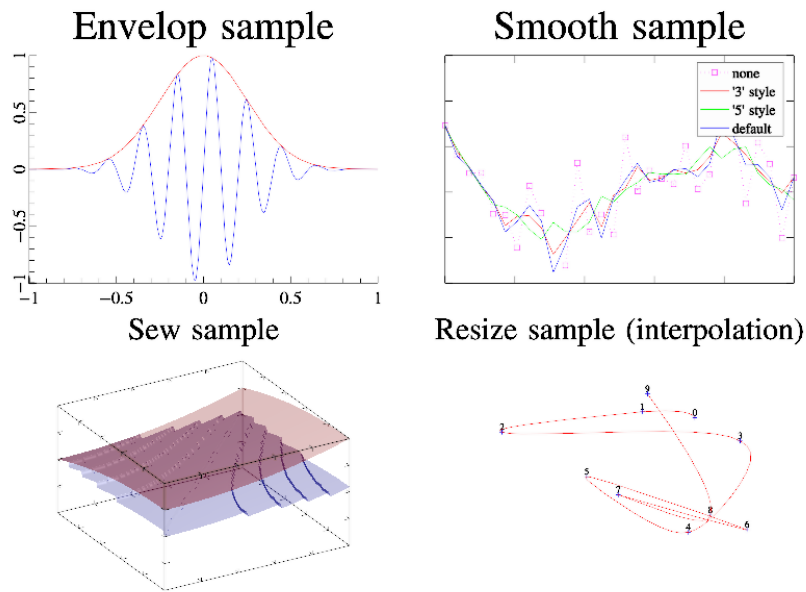 Envelop sample
Smooth sample
none
'3' style
'5' style
default
1
0.5
0
−0.5
−1
−1
−0.5
0
0.5
1
Sew sample
Resize sample (interpolation)
9
1
0
2
3
5
7
8
4
6